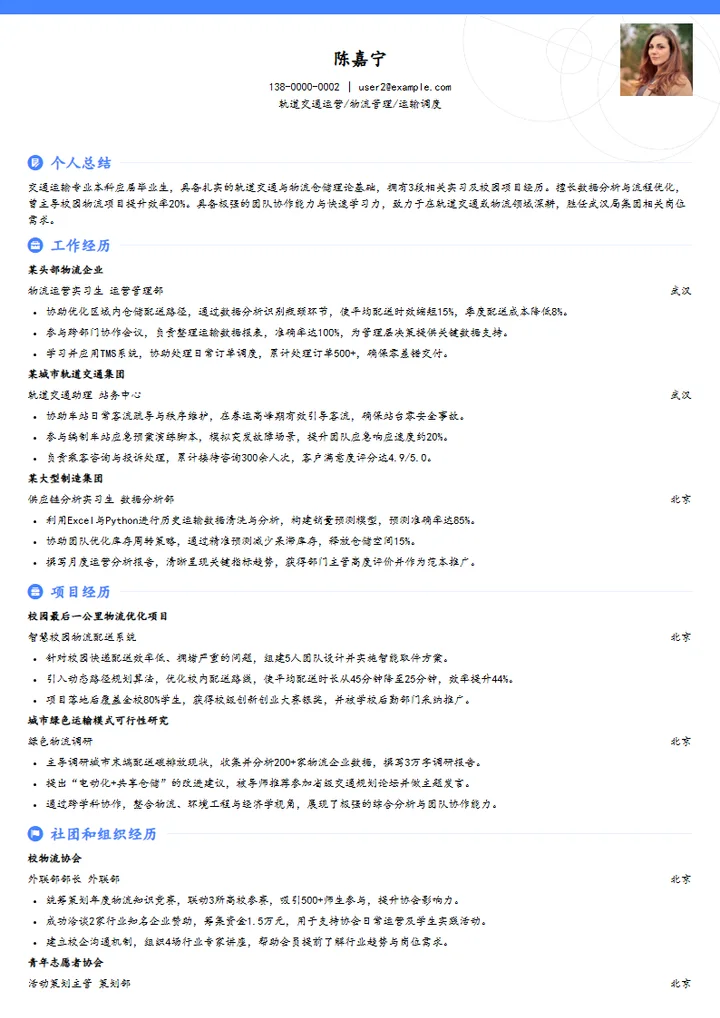 陈嘉宁
138-0000-0002 | user2@example.com
轨道交通运营/物流管理/运输调度
个人总结
交通运输专业本科应届毕业生，具备扎实的轨道交通与物流仓储理论基础，拥有3段相关实习及校园项目经历。擅长数据分析与流程优化，
曾主导校园物流项目提升效率20%。具备极强的团队协作能力与快速学习力，致力于在轨道交通或物流领域深耕，胜任武汉局集团相关岗位
需求。
工作经历
某头部物流企业
物流运营实习生 运营管理部 武汉
• 协助优化区域内仓储配送路径，通过数据分析识别瓶颈环节，使平均配送时效缩短15%，季度配送成本降低8%。
• 参与跨部门协作会议，负责整理运输数据报表，准确率达100%，为管理层决策提供关键数据支持。
• 学习并应用TMS系统，协助处理日常订单调度，累计处理订单500+，确保零差错交付。
某城市轨道交通集团
轨道交通助理 站务中心 武汉
• 协助车站日常客流疏导与秩序维护，在春运高峰期有效引导客流，确保站台零安全事故。
• 参与编制车站应急预案演练脚本，模拟突发故障场景，提升团队应急响应速度约20%。
• 负责乘客咨询与投诉处理，累计接待咨询300余人次，客户满意度评分达4.9/5.0。
某大型制造集团
供应链分析实习生 数据分析部 北京
• 利用Excel与Python进行历史运输数据清洗与分析，构建销量预测模型，预测准确率达85%。
• 协助团队优化库存周转策略，通过精准预测减少呆滞库存，释放仓储空间15%。
• 撰写月度运营分析报告，清晰呈现关键指标趋势，获得部门主管高度评价并作为范本推广。
项目经历
校园最后一公里物流优化项目
智慧校园物流配送系统 北京
• 针对校园快递配送效率低、拥堵严重的问题，组建5人团队设计并实施智能取件方案。
• 引入动态路径规划算法，优化校内配送路线，使平均配送时长从45分钟降至25分钟，效率提升44%。
• 项目落地后覆盖全校80%学生，获得校级创新创业大赛银奖，并被学校后勤部门采纳推广。
城市绿色运输模式可行性研究
绿色物流调研 北京
• 主导调研城市末端配送碳排放现状，收集并分析200+家物流企业数据，撰写3万字调研报告。
• 提出“电动化+共享仓储”的改进建议，被导师推荐参加省级交通规划论坛并做主题发言。
• 通过跨学科协作，整合物流、环境工程与经济学视角，展现了极强的综合分析与团队协作能力。
社团和组织经历
校物流协会
外联部部长 外联部 北京
• 统筹策划年度物流知识竞赛，联动3所高校参赛，吸引500+师生参与，提升协会影响力。
• 成功洽谈2家行业知名企业赞助，筹集资金1.5万元，用于支持协会日常运营及学生实践活动。
• 建立校企沟通机制，组织4场行业专家讲座，帮助会员提前了解行业趋势与岗位需求。
青年志愿者协会
活动策划主管 策划部 北京